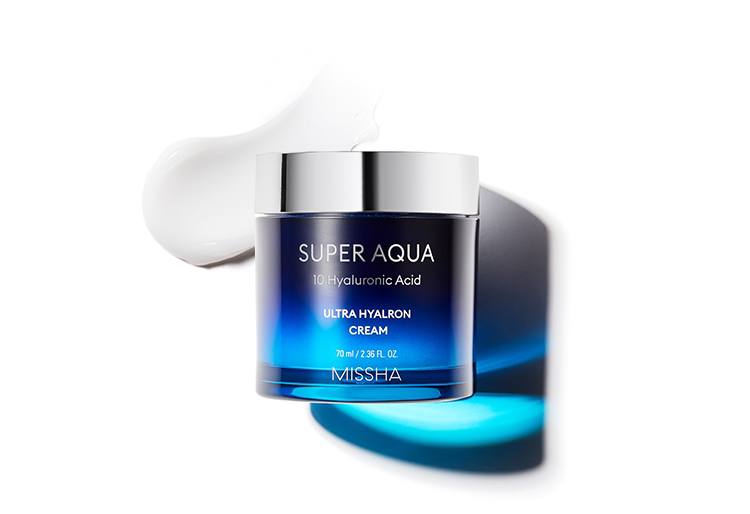 SUPER AQUA
10 Hyaluronic Acid
ULTRA HYALRON
CREAM
70 ml / 2.36 FL. OZ.
MISSHA